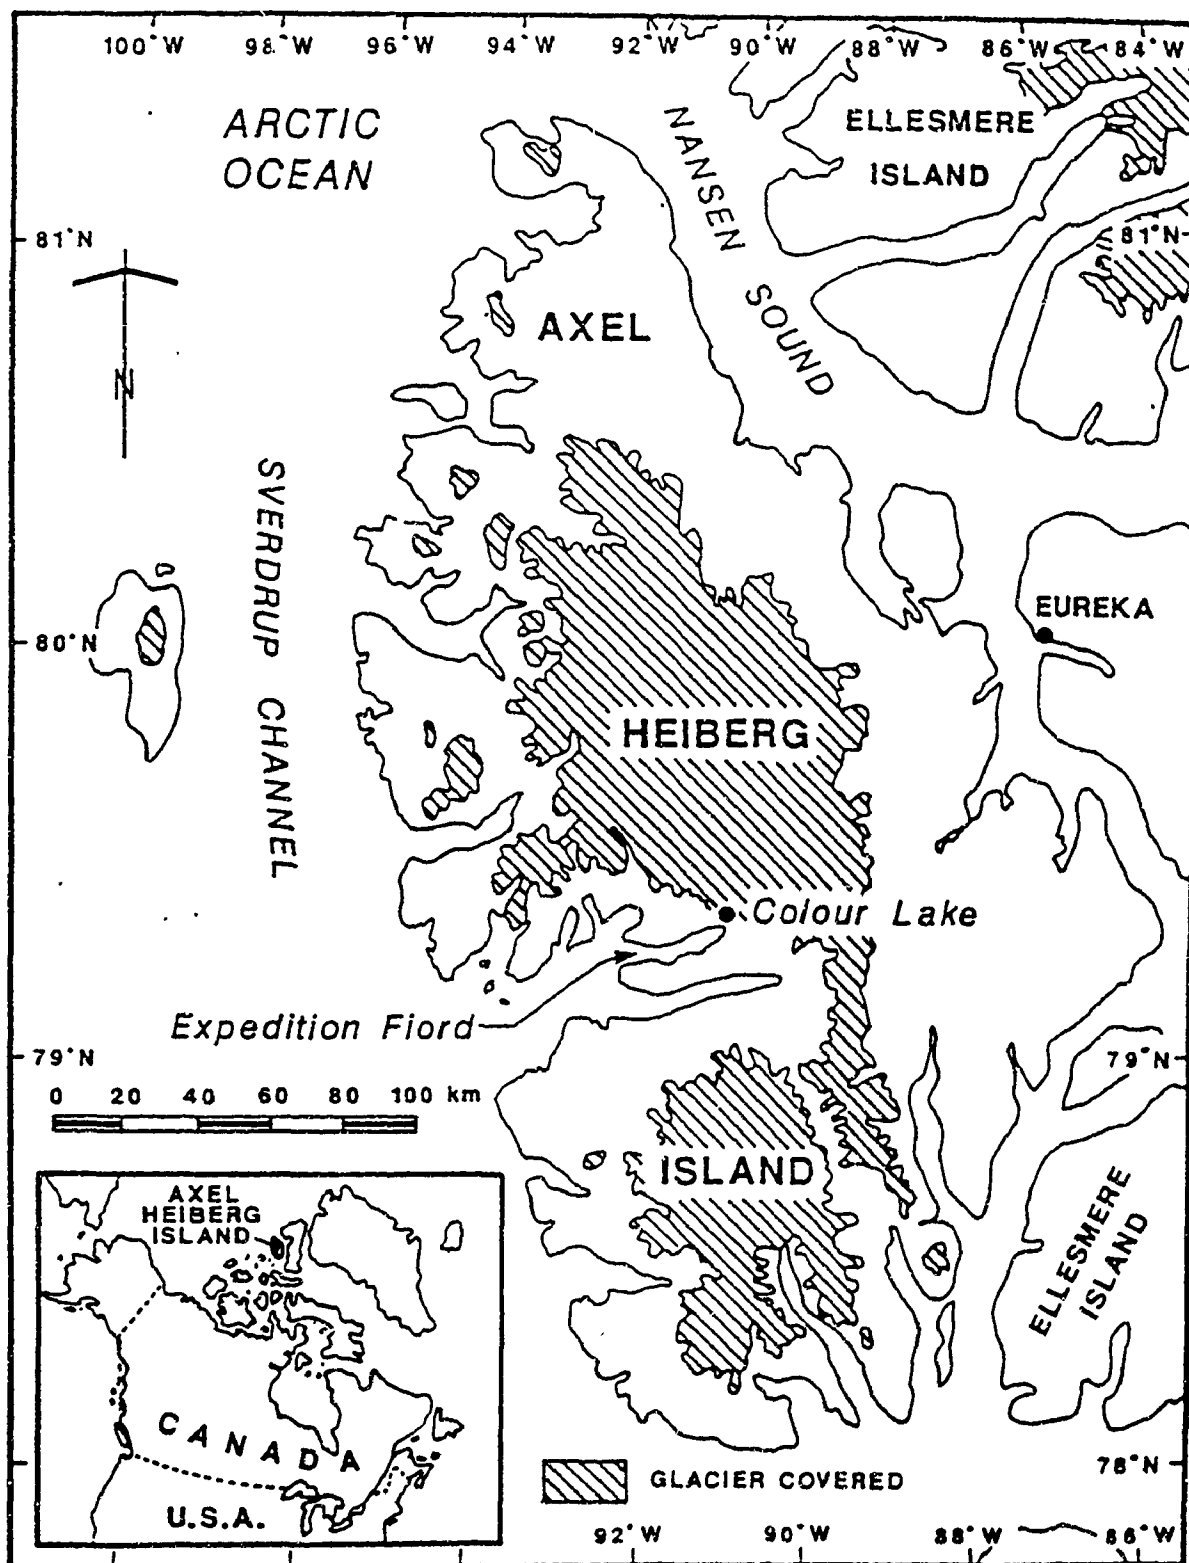 100°W 98°W 96°W 94°W 92°W 90°W 88°W 86°W 84°W
ARCTIC
OCEAN
NANSEN SOUND
ELLESMERE
ISLAND
81°N
81°N
AXEL
N
SVERDRUP CHANNEL
EUREKA
80°N
HEIBERG
Colour Lake
Expedition Fiord
79°N
79°N
0 20 40 60 80 100 km
ISLAND
ELLESMERE
ISLAND
AXEL
HEIBERG
ISLAND
CANADA
U.S.A.
GLACIER COVERED
78°N
92°W 90°W 88°W 86°W